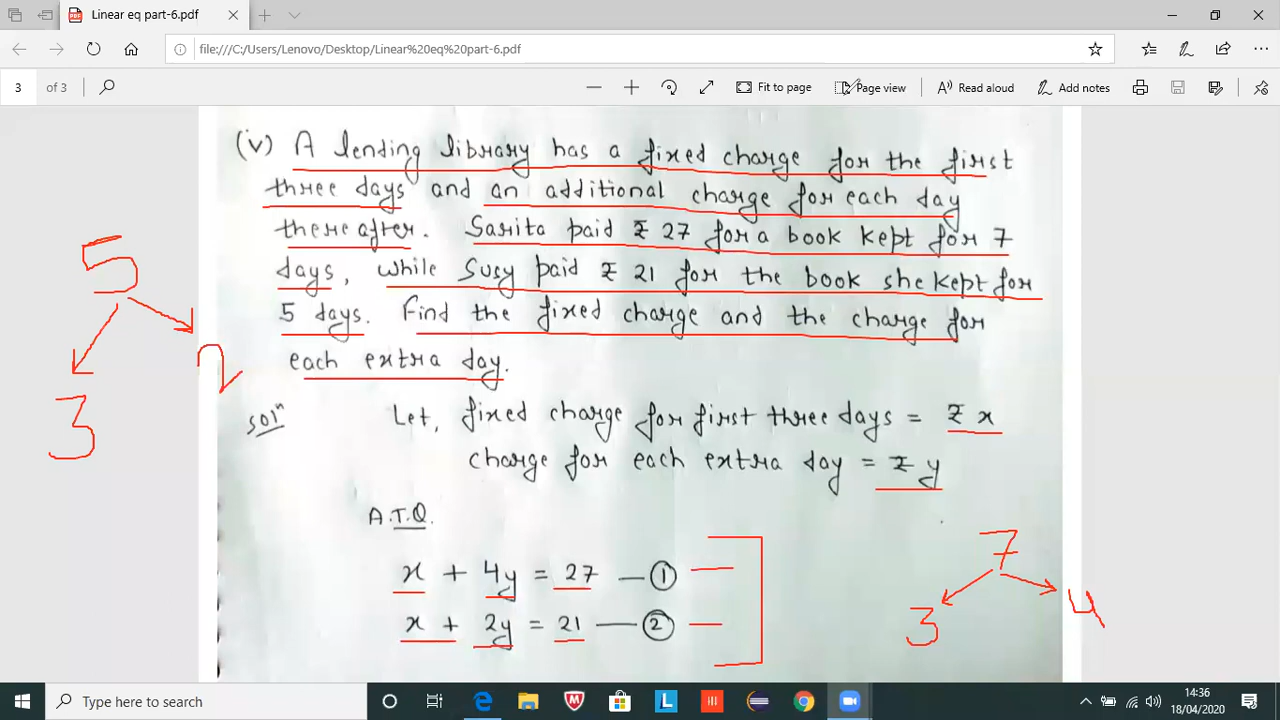 Linear eq part-6.pdf
file:///C:/Users/Lenovo/Desktop/Linear%20eq%20part-6.pdf
3 of 3 Fit to page Page view Read aloud Add notes
(iv) A lending library has a fixed charge for the first
three days and an additional charge for each day
thereafter. Sarita paid ₹ 27 for a book kept for 7
days, while Susy paid ₹ 21 for the book she kept for
5 days. Find the fixed charge and the charge for
each extra day.
5
3 2
Solⁿ Let, fixed charge for first three days = ₹ x
charge for each extra day = ₹ y
A.T.Q.
x + 4y = 27 — ①
x + 2y = 21 — ②
7
3 4
Type here to search
14:36
18/04/2020